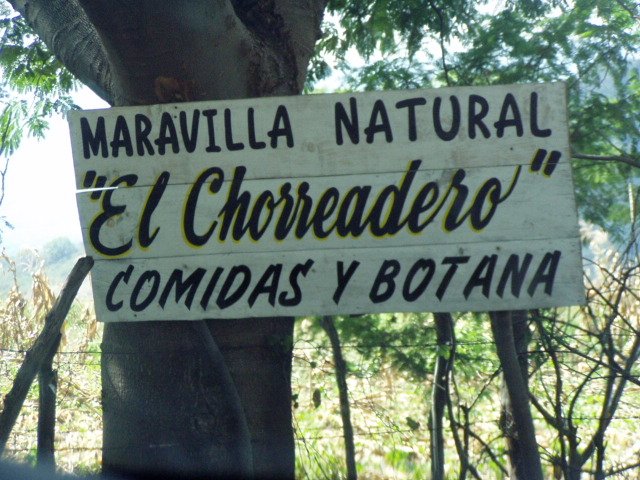 MARAVILLA NATURAL
"El Chorreadero"
COMIDAS Y BOTANA